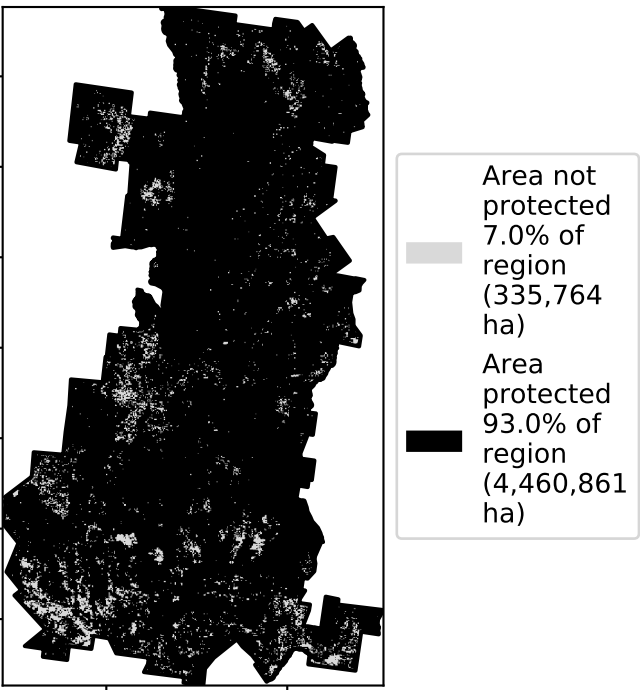 Area not
protected
7.0% of
region
(335,764
ha)
Area
protected
93.0% of
region
(4,460,861
ha)